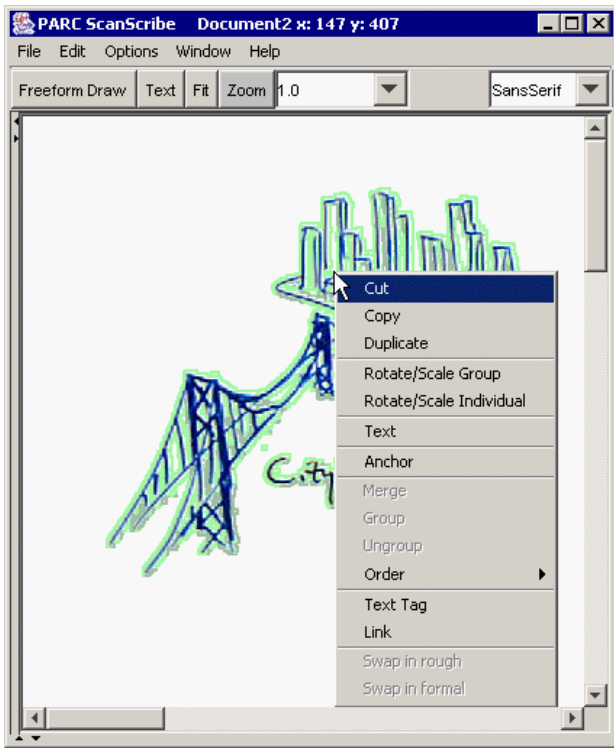 PARC ScanScribe Document2 x: 147 y: 407
File Edit Options Window Help
Freeform Draw Text Fit Zoom 1.0 SansSerif
Cut
Copy
Duplicate
Rotate/Scale Group
Rotate/Scale Individual
Text
Anchor
Merge
Group
Ungroup
Order
Text Tag
Link
Swap in rough
Swap in formal
City